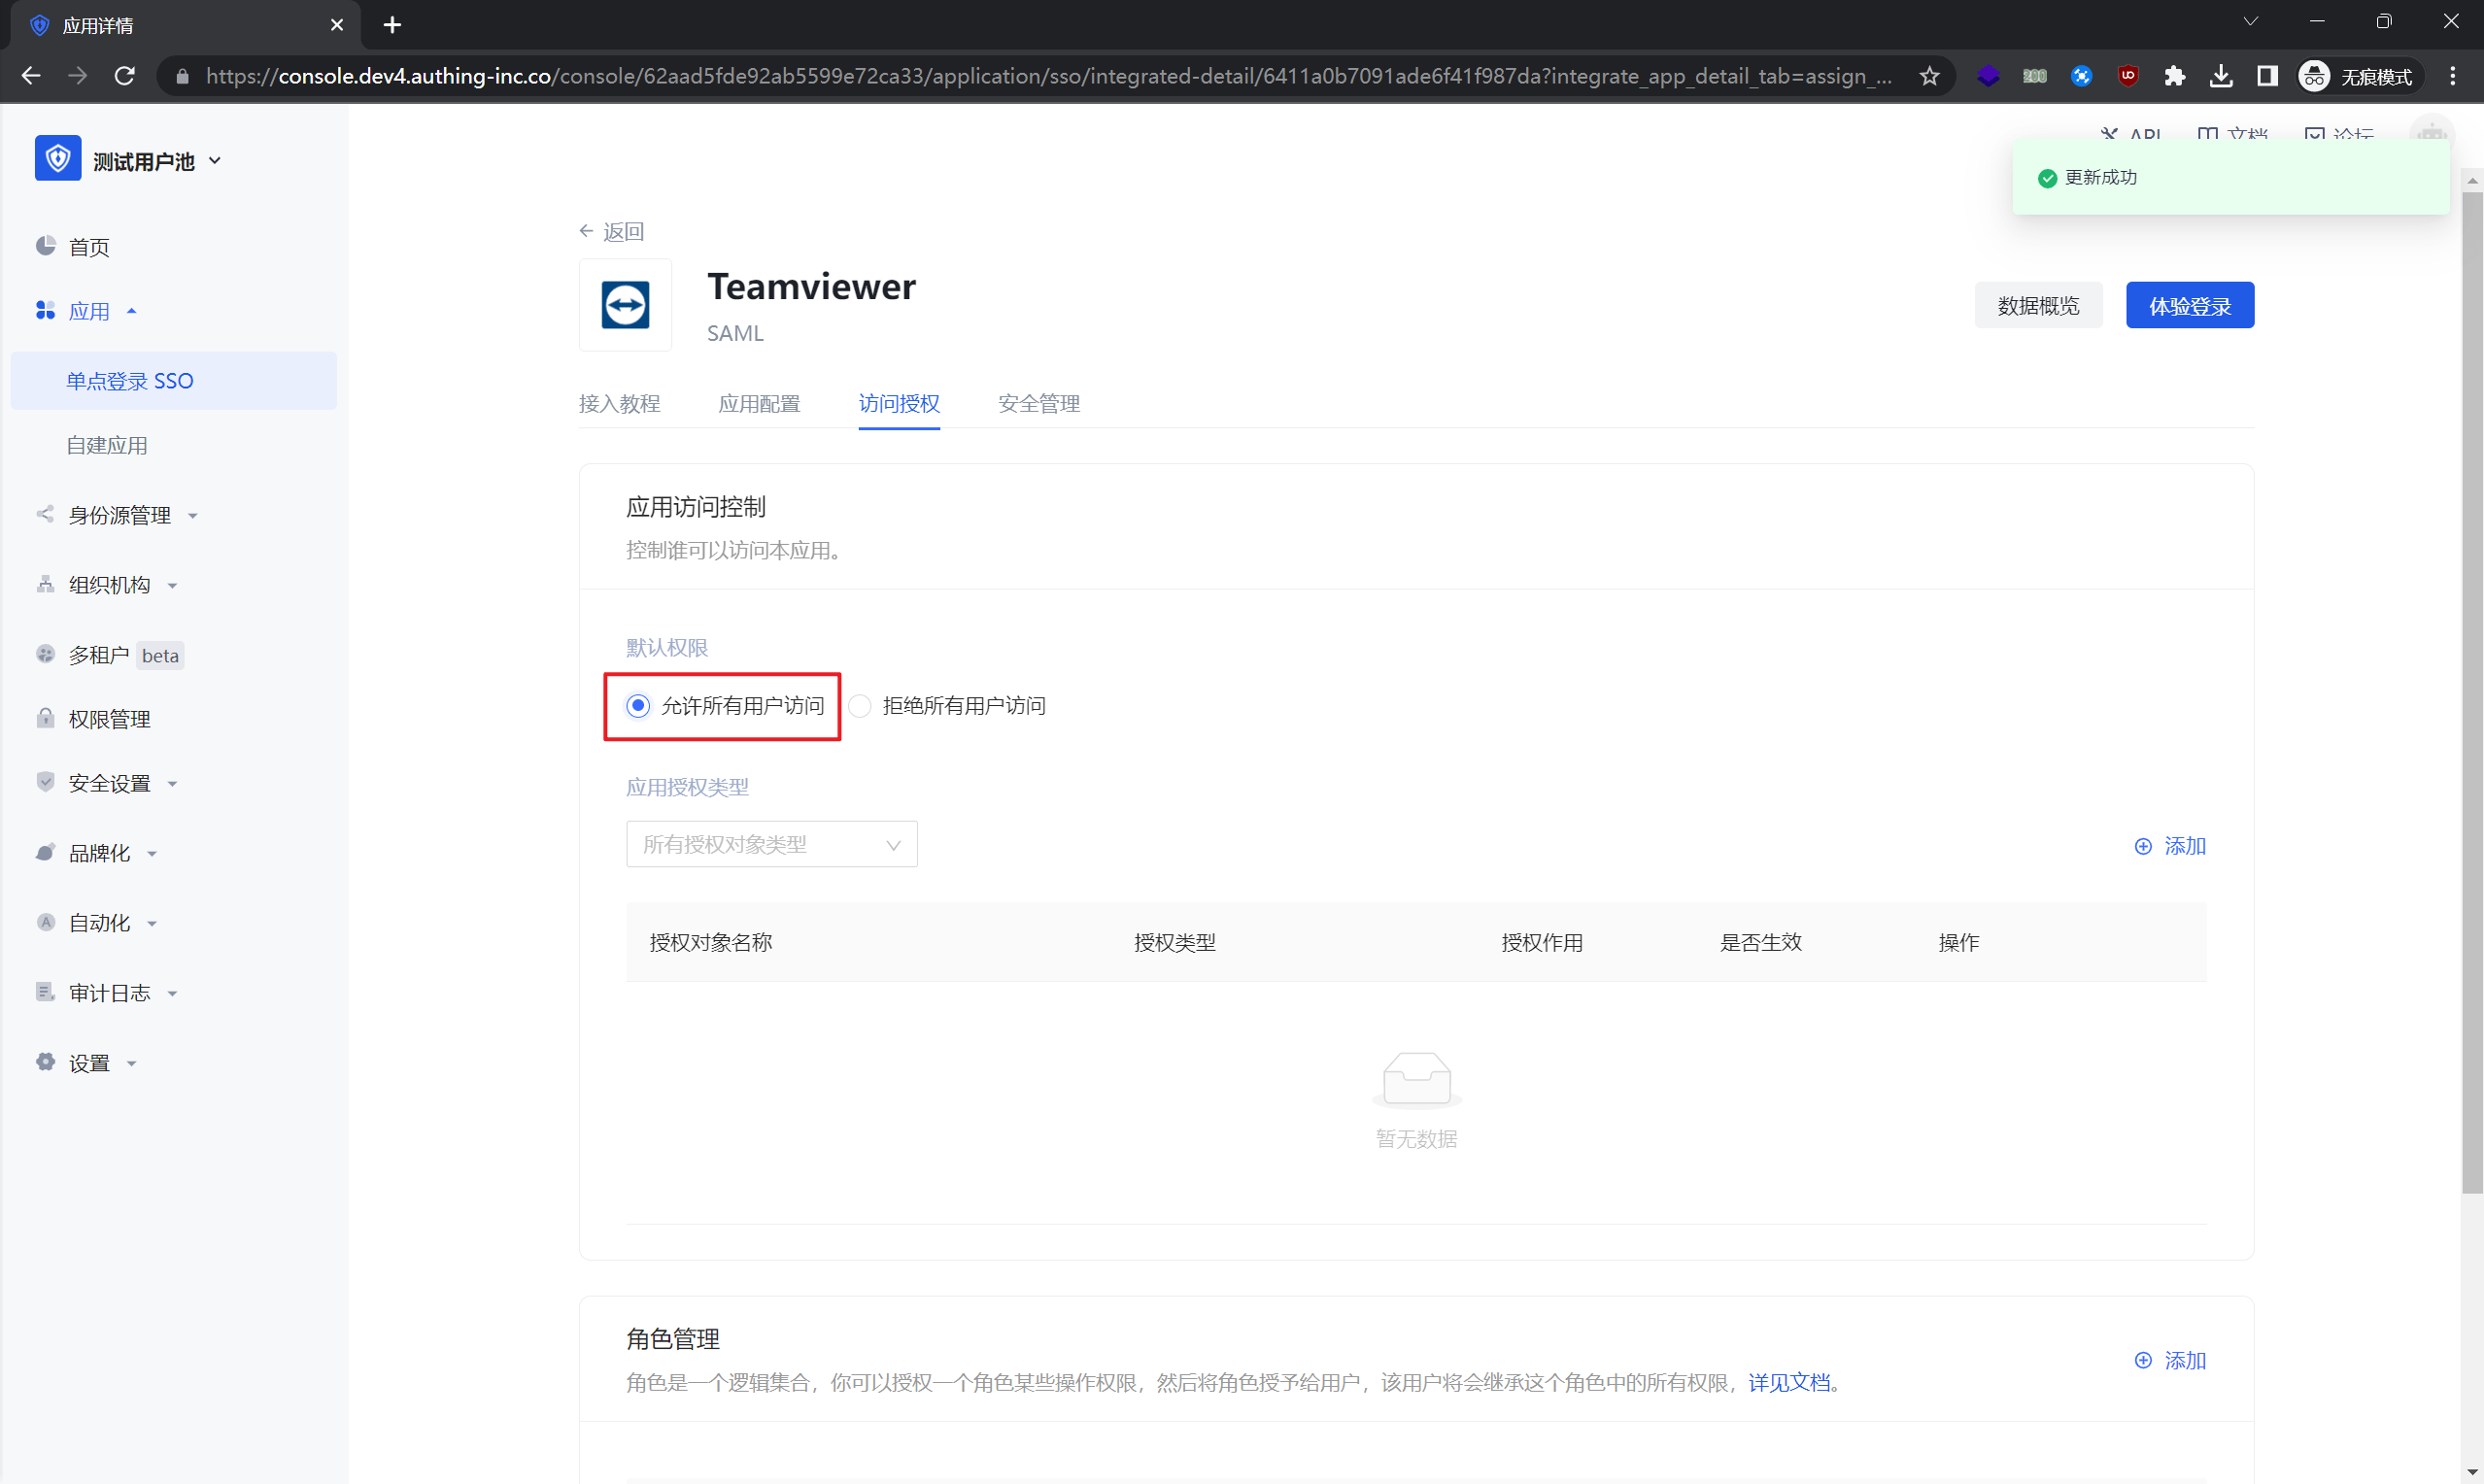 应用详情
https://console.dev4.authing-inc.co/console/62aad5fde92ab5599e72ca33/application/sso/integrated-detail/6411a0b7091ade6f41f987da?integrate_app_detail_tab=assign_...
200
无痕模式
测试用户池
API 文档 论坛
更新成功
首页
应用
单点登录 SSO
自建应用
身份源管理
组织机构
多租户 beta
权限管理
安全设置
品牌化
自动化
审计日志
设置
返回
Teamviewer
SAML
数据概览 体验登录
接入教程 应用配置 访问授权 安全管理
应用访问控制
控制谁可以访问本应用。
默认权限
允许所有用户访问 拒绝所有用户访问
应用授权类型
所有授权对象类型
添加
授权对象名称 授权类型 授权作用 是否生效 操作
暂无数据
角色管理
添加
角色是一个逻辑集合，你可以授权一个角色某些操作权限，然后将角色授予给用户，该用户将会继承这个角色中的所有权限，详见文档。